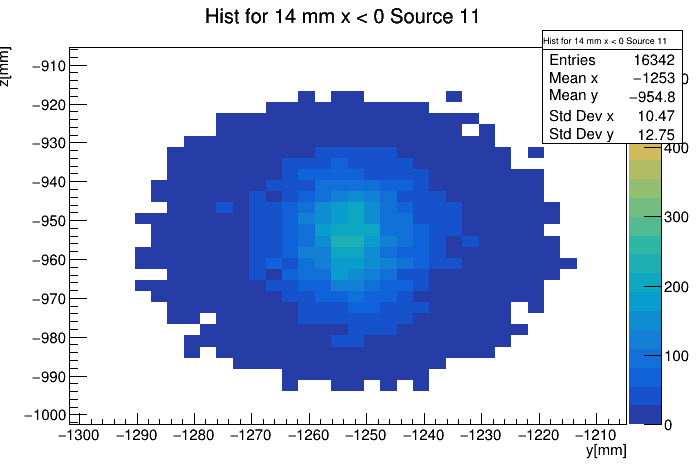 Hist for 14 mm x < 0 Source 11
z[mm]
Hist for 14 mm x < 0 Source 11
Entries 16342
Mean x −1253
Mean y −954.8
Std Dev x 10.47
Std Dev y 12.75
−910
−920
−930
−940
−950
−960
−970
−980
−990
−1000
0
400
300
200
100
0
−1300 −1290 −1280 −1270 −1260 −1250 −1240 −1230 −1220 −1210
y[mm]